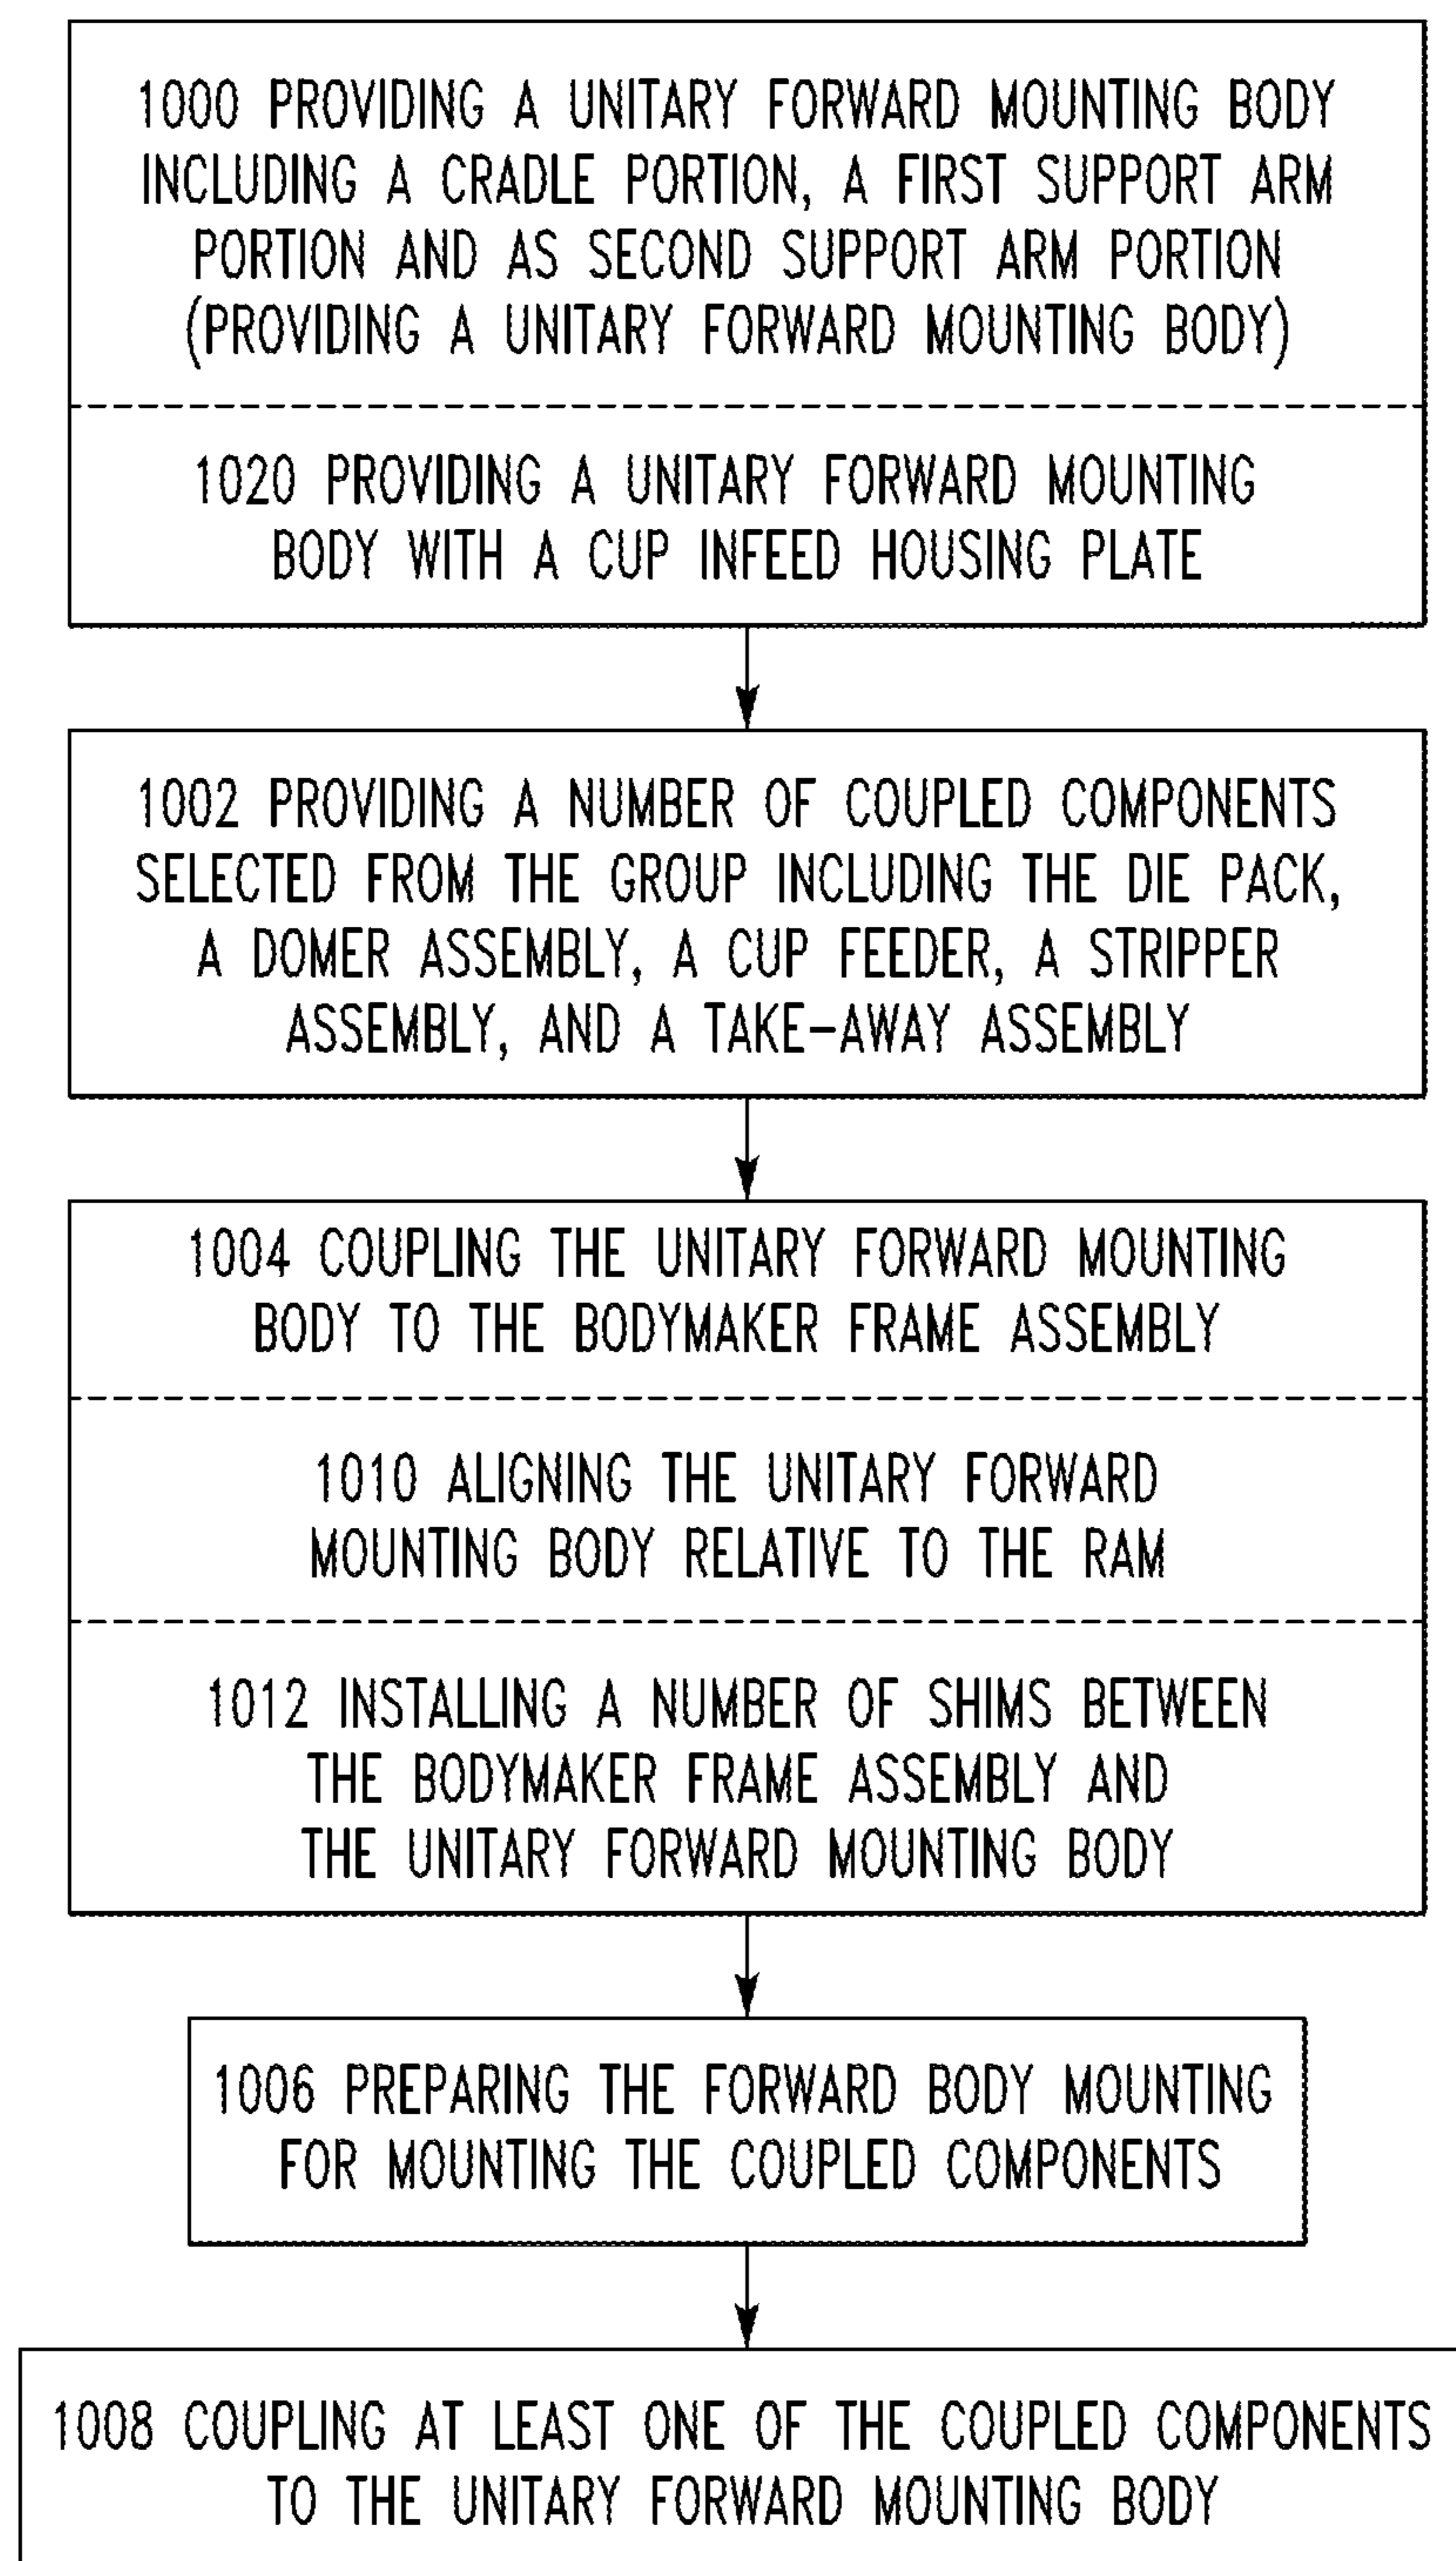 1000 PROVIDING A UNITARY FORWARD MOUNTING BODY
INCLUDING A CRADLE PORTION, A FIRST SUPPORT ARM
PORTION AND AS SECOND SUPPORT ARM PORTION
(PROVIDING A UNITARY FORWARD MOUNTING BODY)
1020 PROVIDING A UNITARY FORWARD MOUNTING
BODY WITH A CUP INFEED HOUSING PLATE
1002 PROVIDING A NUMBER OF COUPLED COMPONENTS
SELECTED FROM THE GROUP INCLUDING THE DIE PACK,
A DOMER ASSEMBLY, A CUP FEEDER, A STRIPPER
ASSEMBLY, AND A TAKE-AWAY ASSEMBLY
1004 COUPLING THE UNITARY FORWARD MOUNTING
BODY TO THE BODYMAKER FRAME ASSEMBLY
1010 ALIGNING THE UNITARY FORWARD
MOUNTING BODY RELATIVE TO THE RAM
1012 INSTALLING A NUMBER OF SHIMS BETWEEN
THE BODYMAKER FRAME ASSEMBLY AND
THE UNITARY FORWARD MOUNTING BODY
1006 PREPARING THE FORWARD BODY MOUNTING
FOR MOUNTING THE COUPLED COMPONENTS
1008 COUPLING AT LEAST ONE OF THE COUPLED COMPONENTS
TO THE UNITARY FORWARD MOUNTING BODY